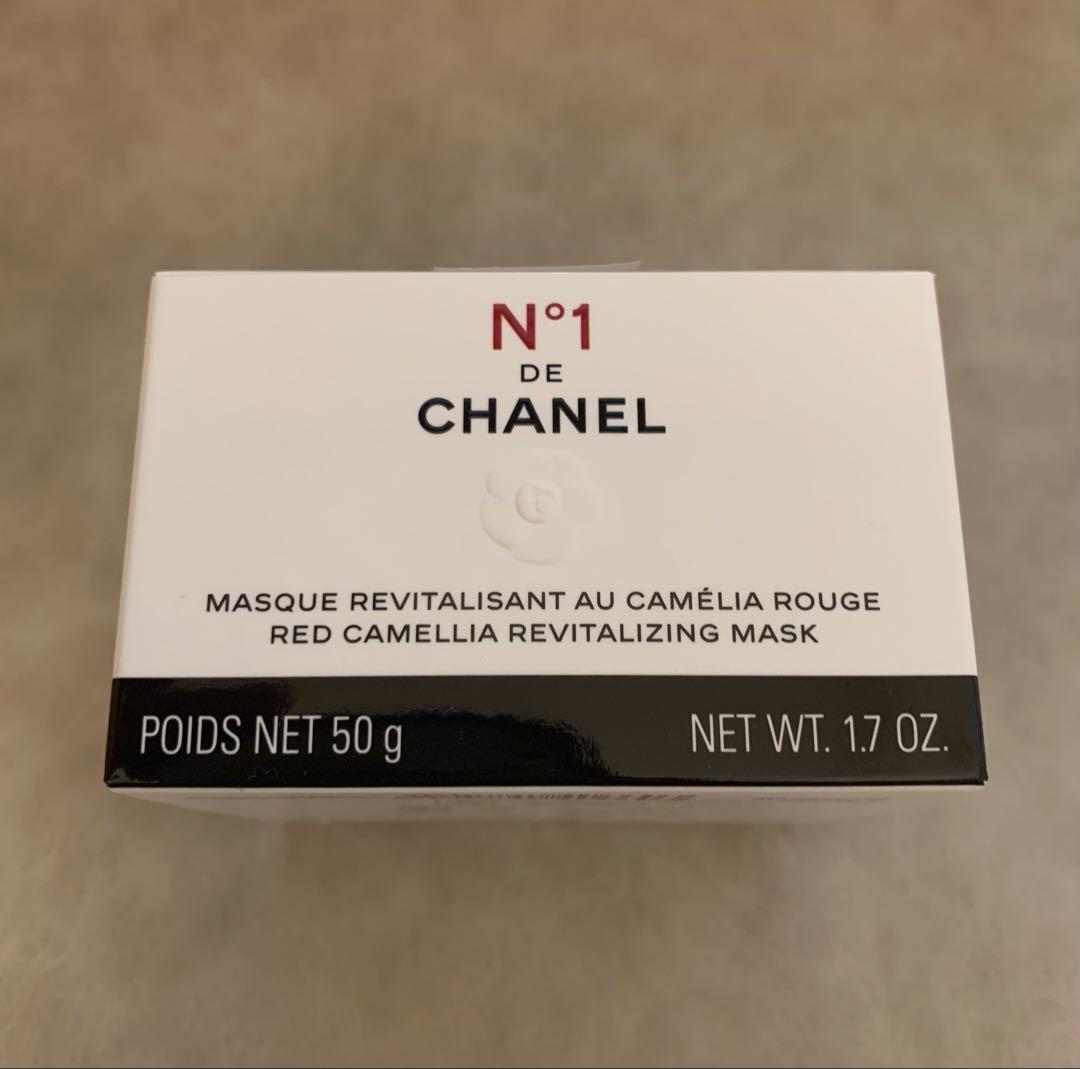 N°1
DE
CHANEL
MASQUE REVITALISANT AU CAMÉLIA ROUGE
RED CAMELLIA REVITALIZING MASK
POIDS NET 50 g NET WT. 1.7 OZ.